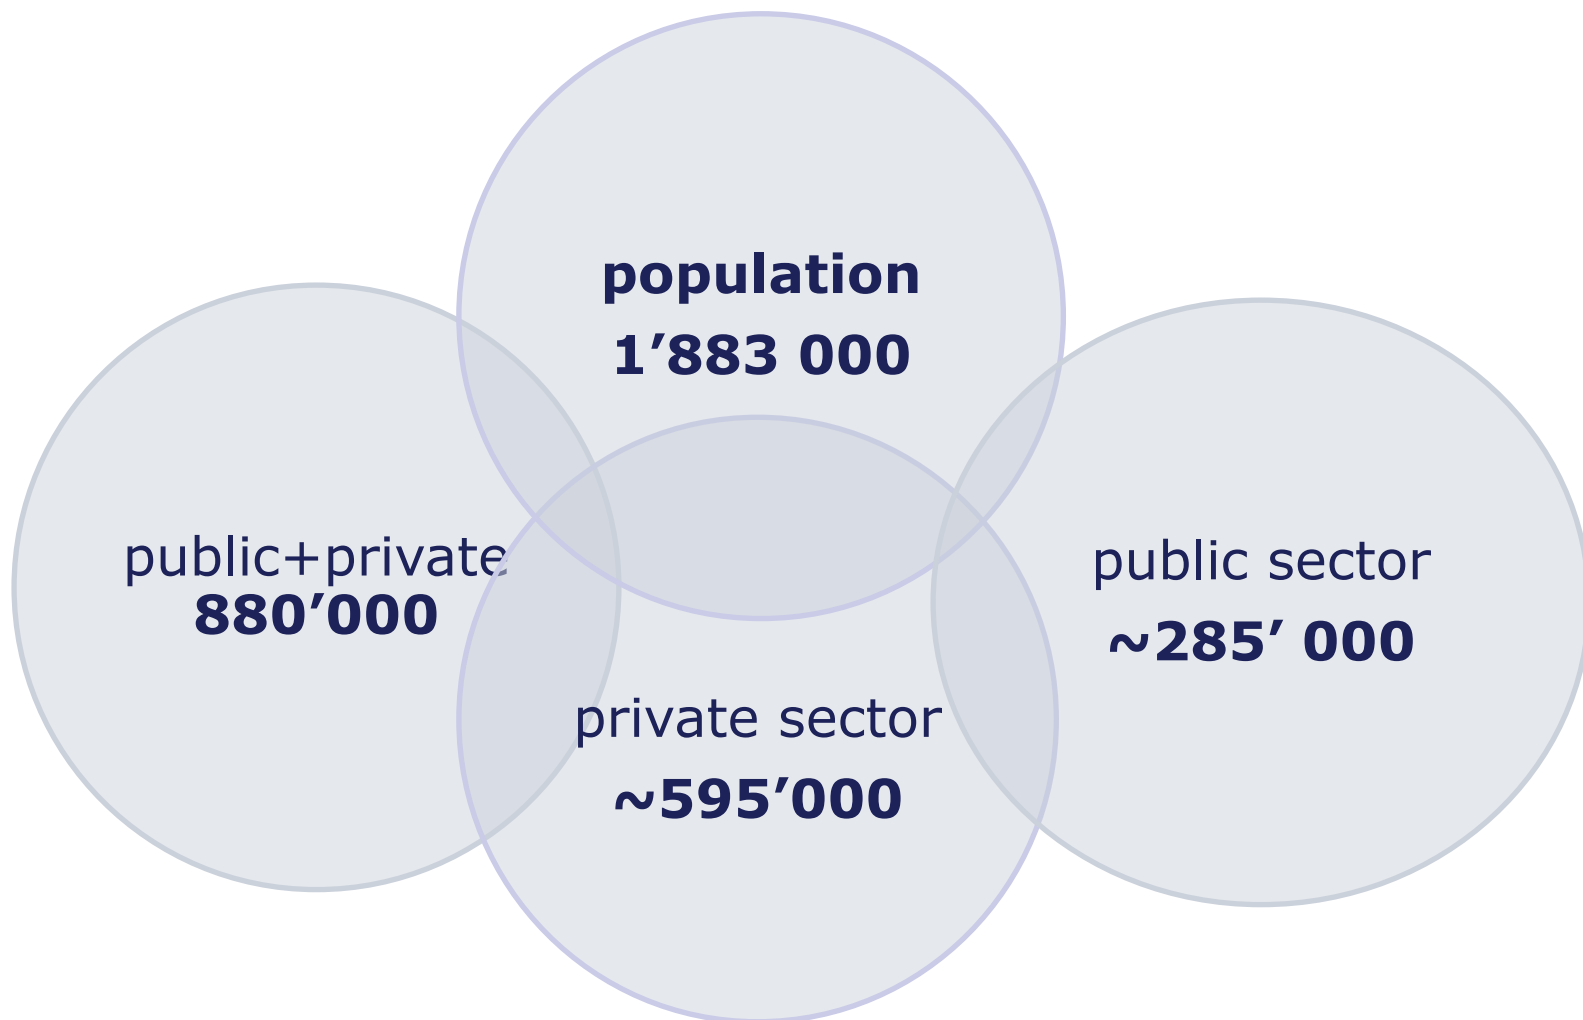 population
1’883 000
public+private
880’000
public sector
~285’ 000
private sector
~595’000